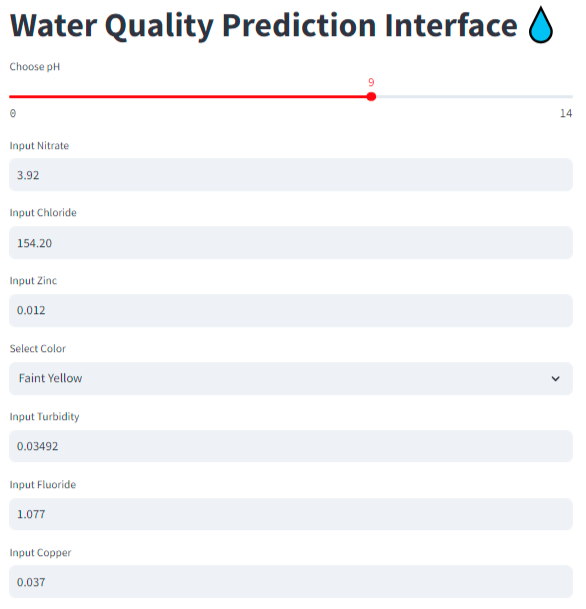 Water Quality Prediction Interface 💧
Choose pH
9
0 14
Input Nitrate
3.92
Input Chloride
154.20
Input Zinc
0.012
Select Color
Faint Yellow
Input Turbidity
0.03492
Input Fluoride
1.077
Input Copper
0.037